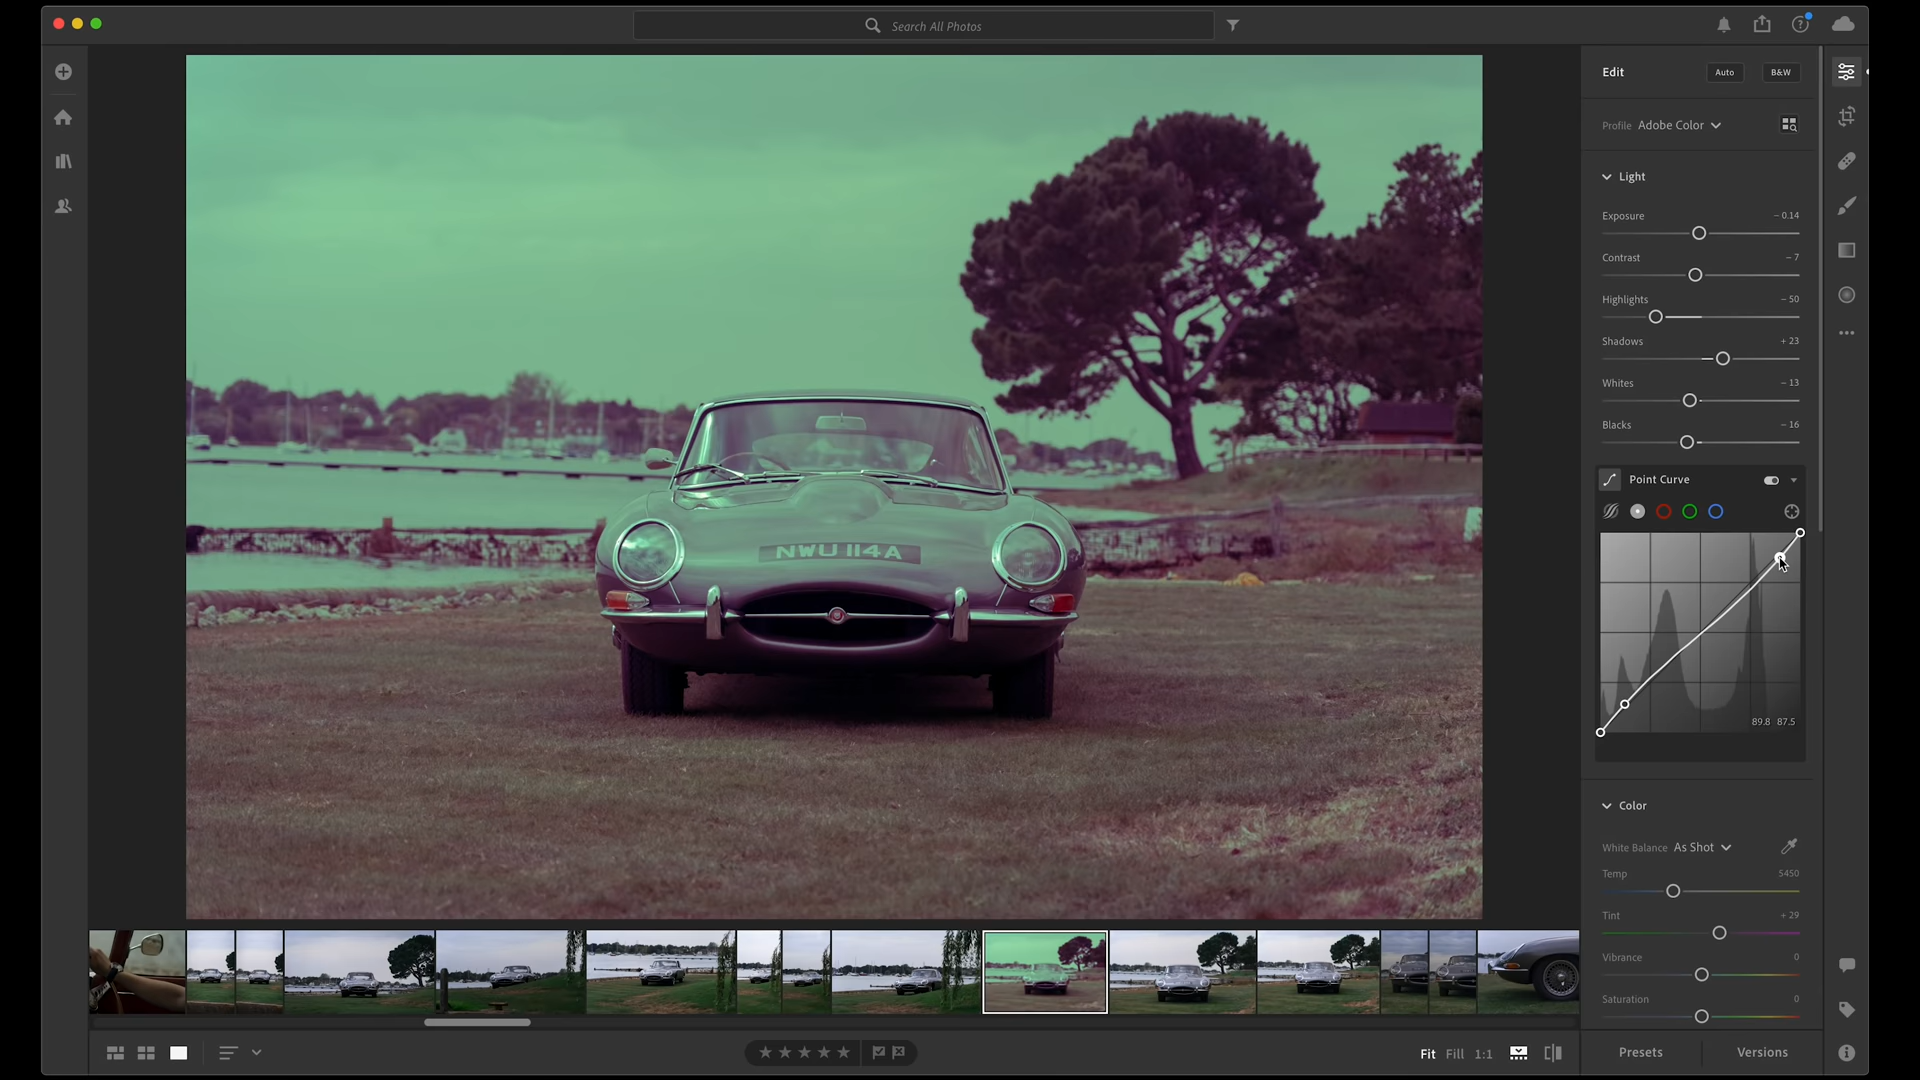 Search All Photos
Edit
Auto
B&W
Profile Adobe Color
Light
Exposure – 0.14
Contrast – 7
Highlights – 50
Shadows + 23
Whites – 13
Blacks – 16
Point Curve
89.8 87.5
NWU 114A
Color
White Balance As Shot
Temp 5450
Tint + 29
Vibrance 0
Saturation 0
Fit Fill 1:1
Presets
Versions